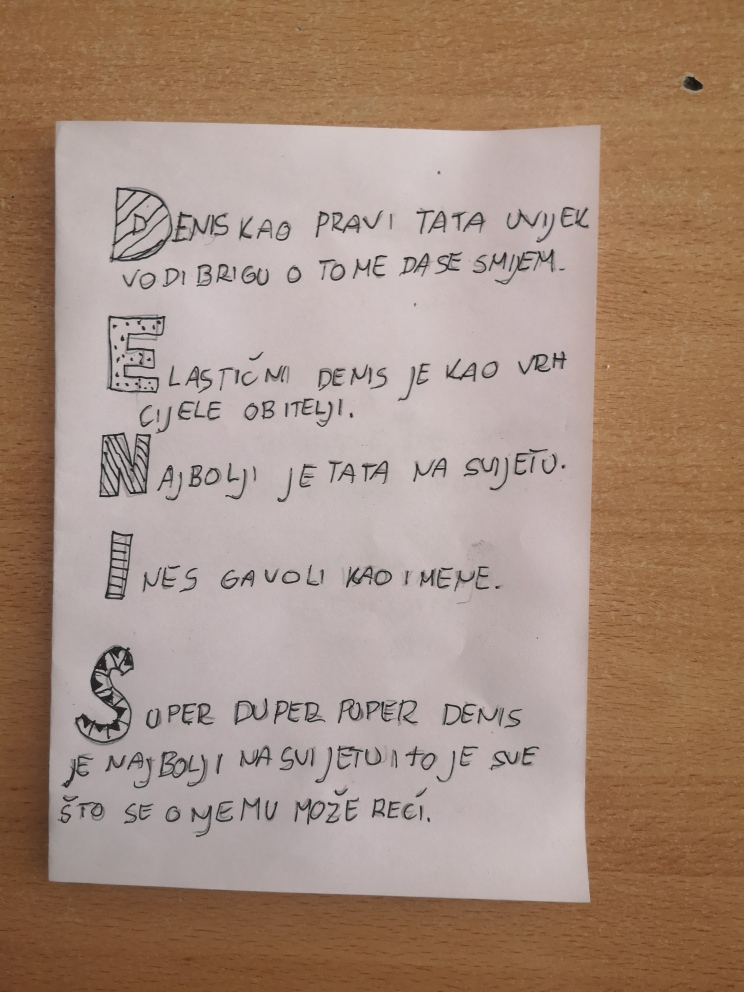 DENIS KAO PRAVI TATA UVIJEK
VODI BRIGU O TOME DA SE SMIJEM.
ELASTIČNI DENIS JE KAO VRH
CIJELE OBITELJI.
NAJBOLJI JE TATA NA SVIJETU.
INES GA VOLI KAO I MENE.
SUPER DUPER PUPER DENIS
JE NAJBOLJI NA SVIJETU I TO JE SVE
ŠTO SE O NJEMU MOŽE REĆI.